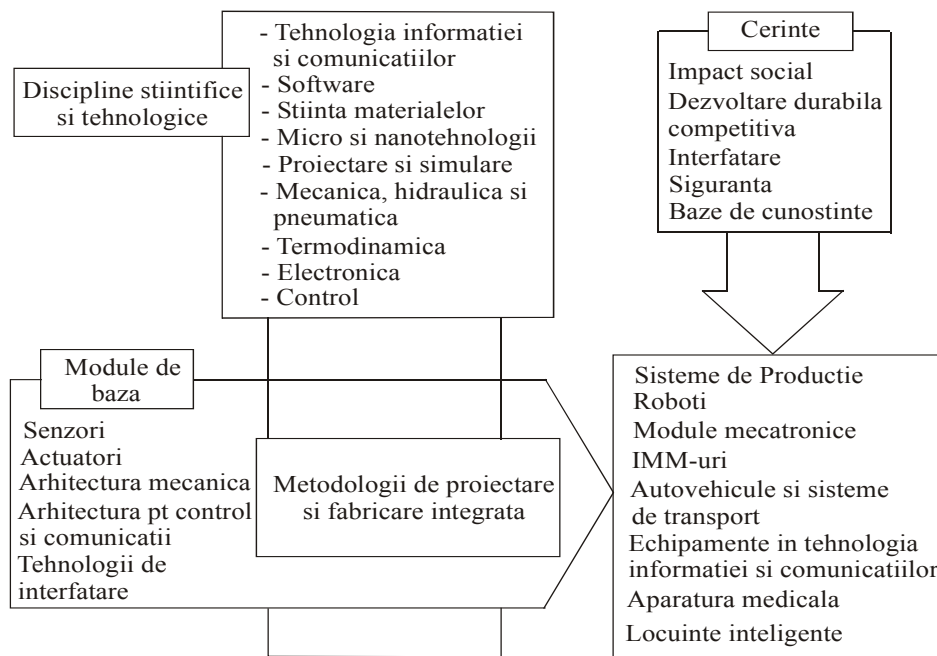 Discipline stiintifice
si tehnologice
- Tehnologia informatiei
si comunicatiilor
- Software
- Stiinta materialelor
- Micro si nanotehnologii
- Proiectare si simulare
- Mecanica, hidraulica si
pneumatica
- Termodinamica
- Electronica
- Control
Cerinte
Impact social
Dezvoltare durabila
competitiva
Interfatare
Siguranta
Baze de cunostinte
Module de
baza
Senzori
Actuatori
Arhitectura mecanica
Arhitectura pt control
si comunicatii
Tehnologii de
interfatare
Metodologii de proiectare
si fabricare integrata
Sisteme de Productie
Roboti
Module mecatronice
IMM-uri
Autovehicule si sisteme
de transport
Echipamente in tehnologia
informatiei si comunicatiilor
Aparatura medicala
Locuinte inteligente